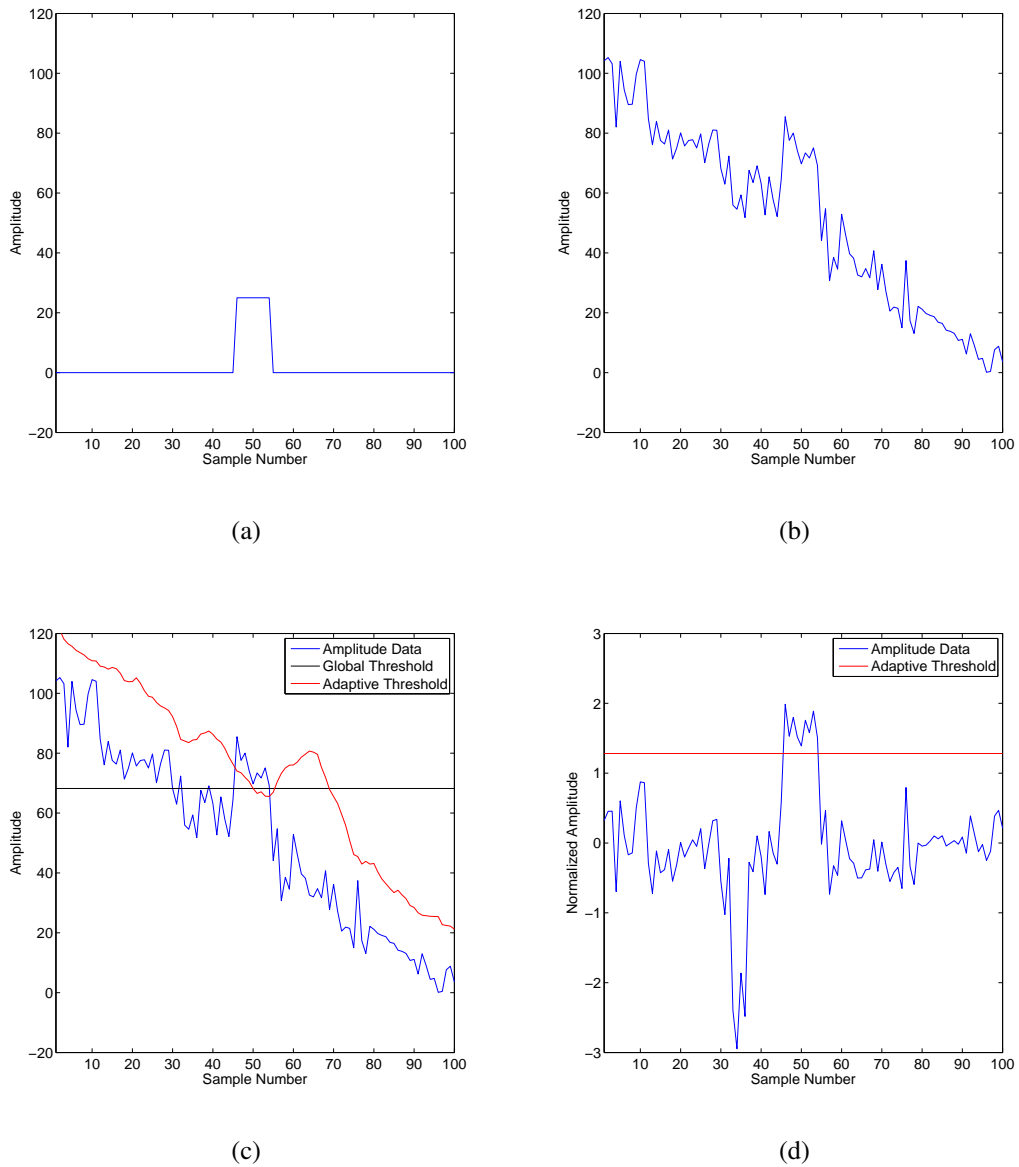 120
100
80
60
40
20
0
−20
Amplitude
10 20 30 40 50 60 70 80 90 100
Sample Number
(a)
120
100
80
60
40
20
0
−20
Amplitude
10 20 30 40 50 60 70 80 90 100
Sample Number
(b)
120
100
80
60
40
20
0
−20
Amplitude
Amplitude Data
Global Threshold
Adaptive Threshold
10 20 30 40 50 60 70 80 90 100
Sample Number
(c)
3
2
1
0
−1
−2
−3
Normalized Amplitude
Amplitude Data
Adaptive Threshold
10 20 30 40 50 60 70 80 90 100
Sample Number
(d)